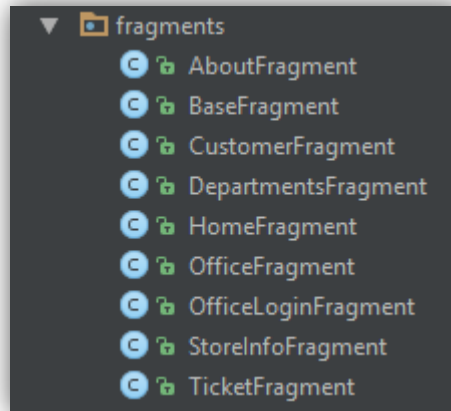 fragments
C AboutFragment
C BaseFragment
C CustomerFragment
C DepartmentsFragment
C HomeFragment
C OfficeFragment
C OfficeLoginFragment
C StoreInfoFragment
C TicketFragment